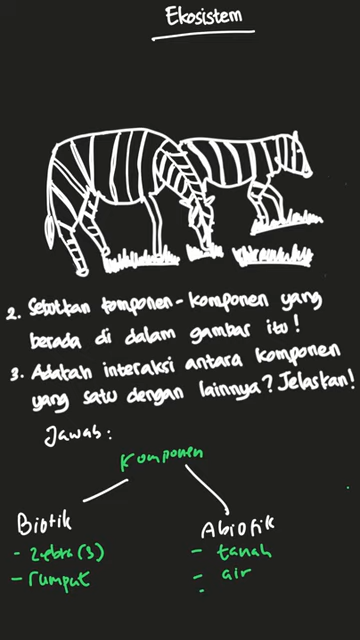 Ekosistem
2. Sebutkan komponen-komponen yang
berada di dalam gambar itu!
3. Adakah interaksi antara komponen
yang satu dengan lainnya? Jelaskan!
Jawab:
Komponen
Biotik
- Zebra (3)
- rumput
Abiotik
- tanah
- air
-